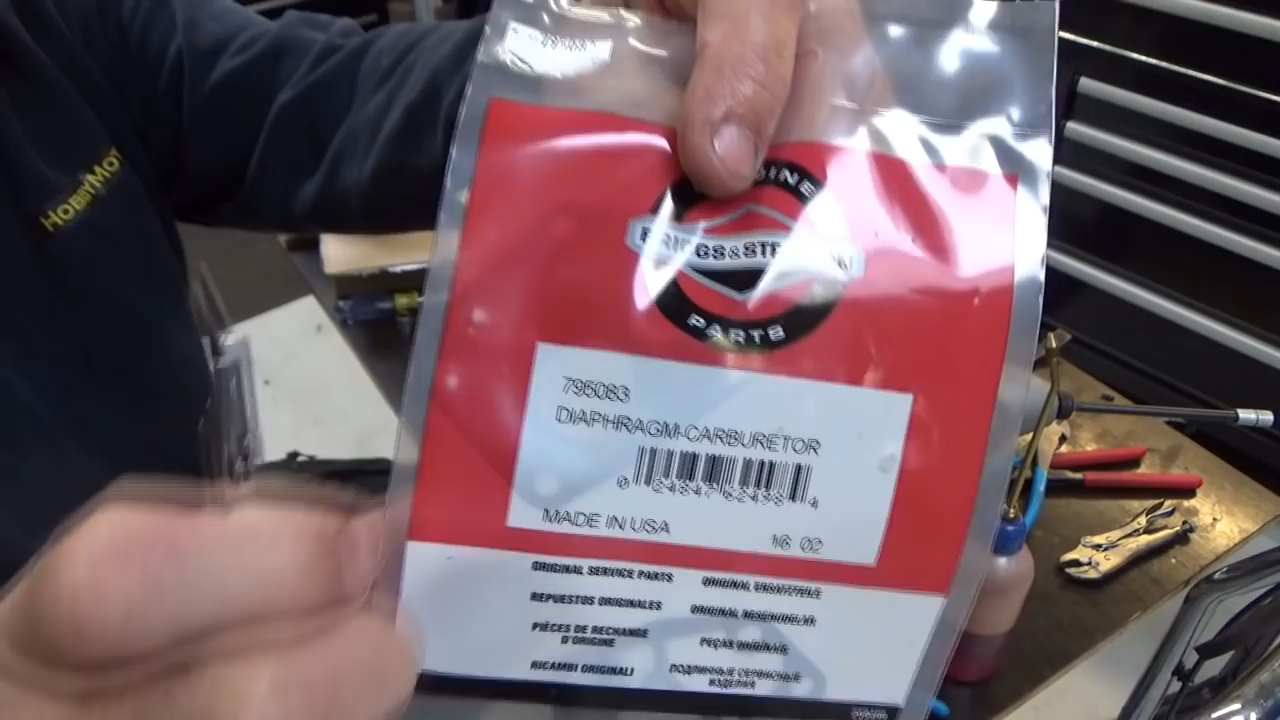 HOBBYMOT
BRIGGS&STRATTON
PARTS
795083
DIAPHRAGM-CARBURETOR
MADE IN USA
16 02
ORIGINAL SERVICE PARTS
ORIGINAL ERSATZTEILE
REPUESTOS ORIGINALES
ORIGINAL RESERVDELAR
PIÈCES DE RECHANGE
D'ORIGINE
PEÇAS ORIGINAIS
RICAMBI ORIGINALI
ПОДЛИННЫЕ СЕРВИСНЫЕ
ИЗДЕЛИЯ